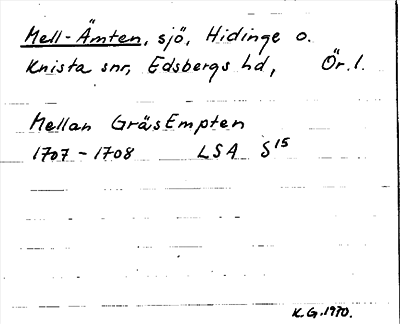 Mell-Ämten, sjö, Hidinge o.
Knista snr, Edsbergs hd, Ör. l.
Mellan GräsEmpten
1707-1708 LSA S15
K.G. 1970.